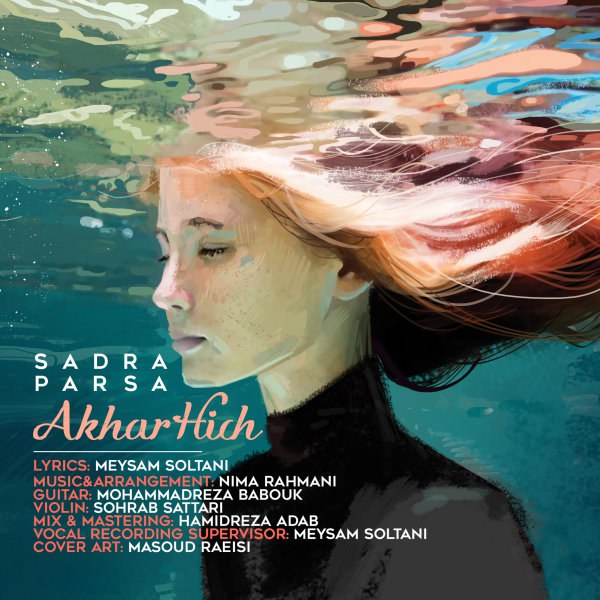 SADRA
PARSA
Akhar Hich
LYRICS: MEYSAM SOLTANI
MUSIC&ARRANGEMENT: NIMA RAHMANI
GUITAR: MOHAMMADREZA BABOUK
VIOLIN: SOHRAB SATTARI
MIX & MASTERING: HAMIDREZA ADAB
VOCAL RECORDING SUPERVISOR: MEYSAM SOLTANI
COVER ART: MASOUD RAEISI